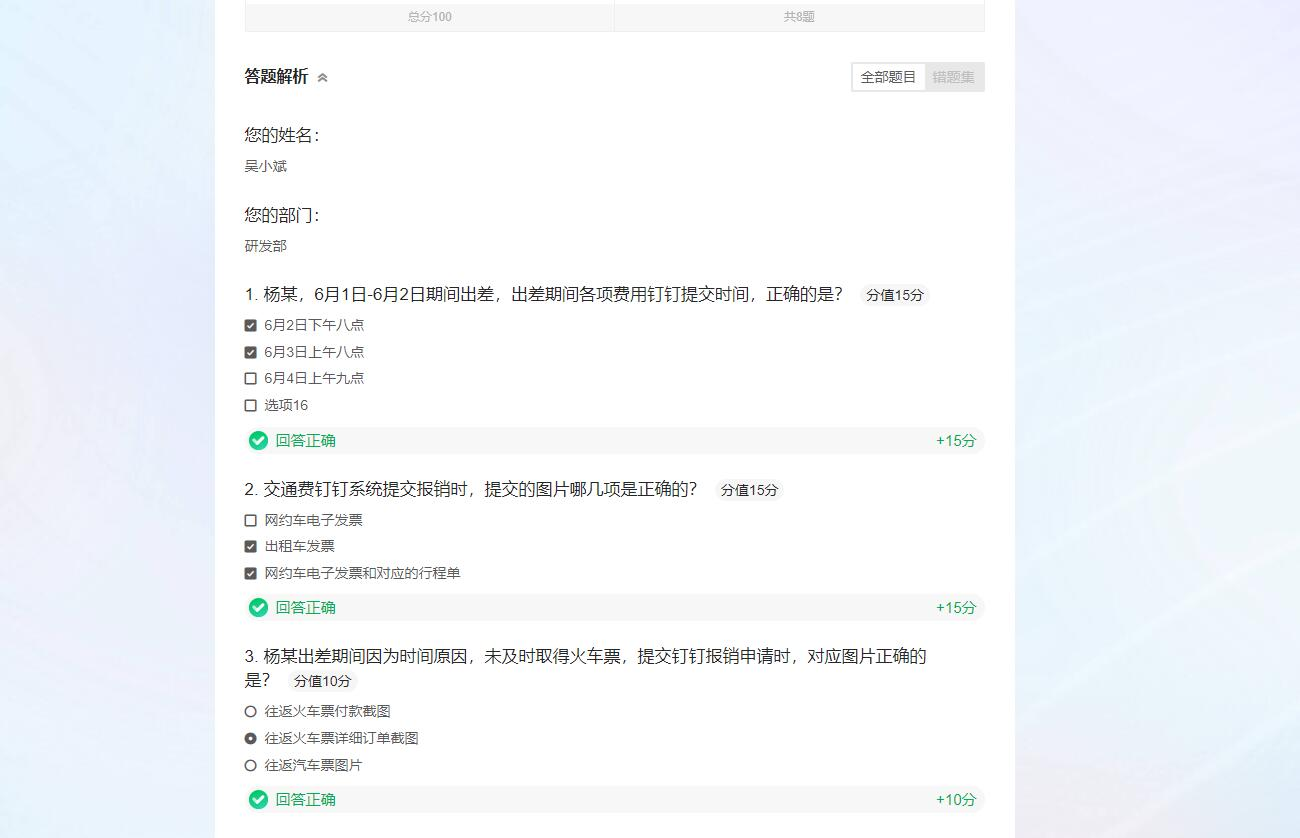 总分100
共8题
答题解析
全部题目
错题集
您的姓名：
吴小斌
您的部门：
研发部
1. 杨某，6月1日-6月2日期间出差，出差期间各项费用钉钉提交时间，正确的是？ 分值15分
6月2日下午八点
6月3日上午八点
6月4日上午九点
选项16
回答正确 +15分
2. 交通费钉钉系统提交报销时，提交的图片哪几项是正确的？ 分值15分
网约车电子发票
出租车发票
网约车电子发票和对应的行程单
回答正确 +15分
3. 杨某出差期间因为时间原因，未及时取得火车票，提交钉钉报销申请时，对应图片正确的
是？ 分值10分
往返火车票付款截图
往返火车票详细订单截图
往返汽车票图片
回答正确 +10分